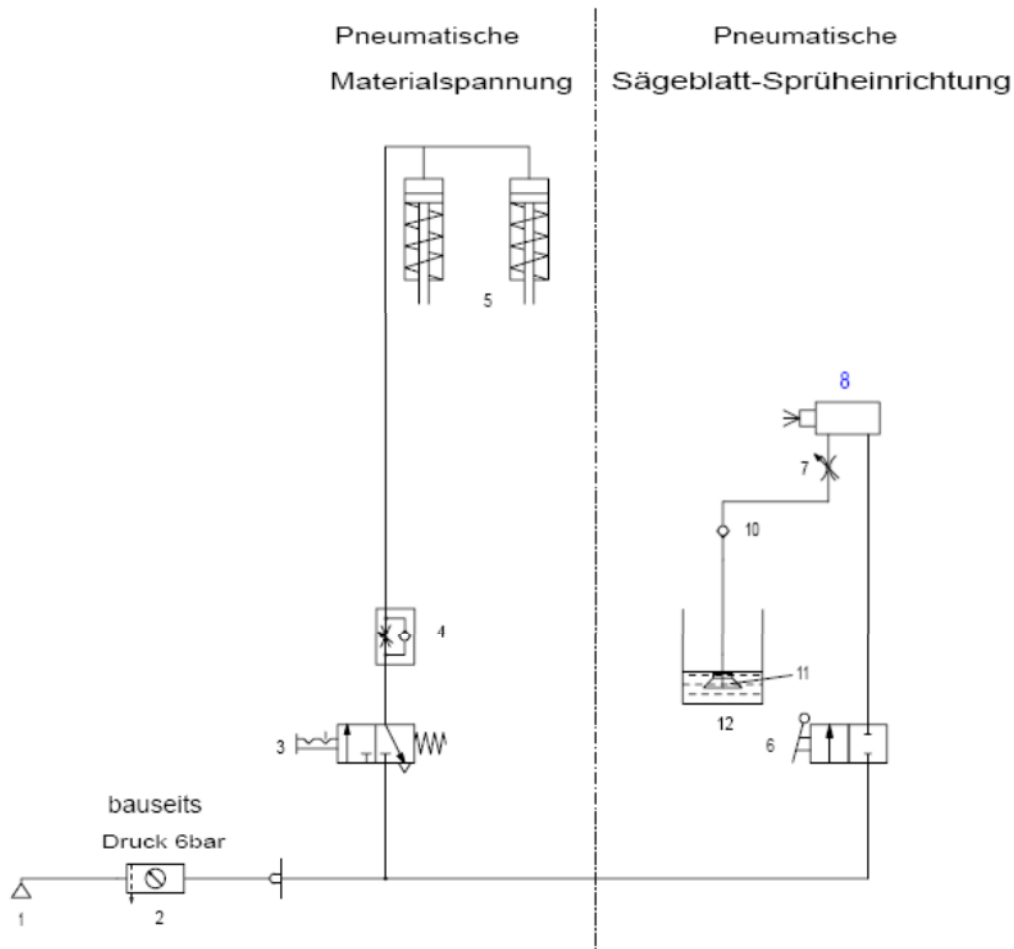 Pneumatische
Materialspannung
Pneumatische
Sägeblatt-Sprüheinrichtung
5
8
7
10
4
11
12
3
6
bauseits
Druck 6bar
1
2